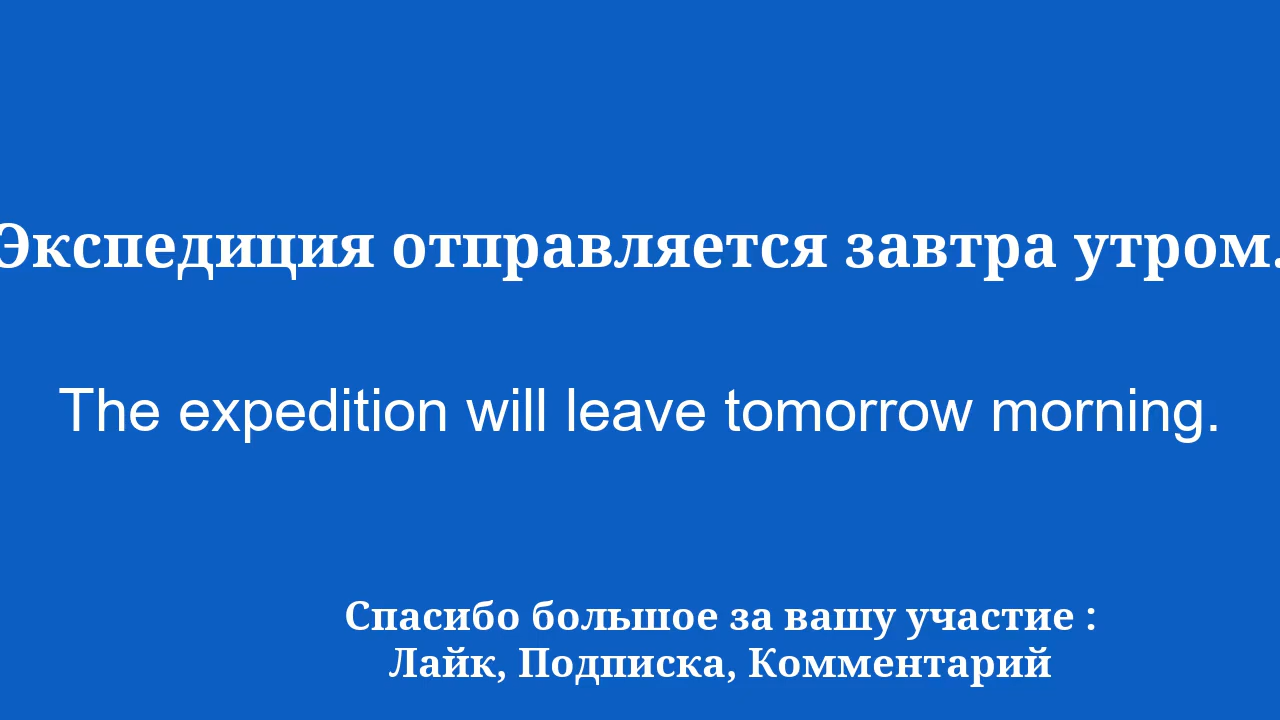 Экспедиция отправляется завтра утром.
The expedition will leave tomorrow morning.
Спасибо большое за вашу участие :
Лайк, Подписка, Комментарий